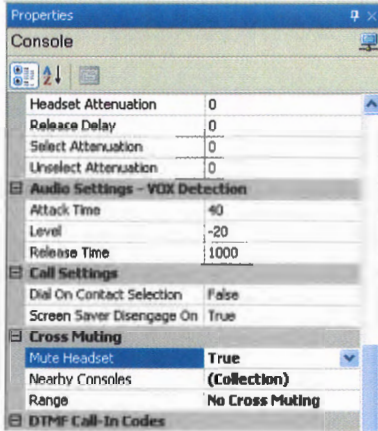 Properties
Console
Headset Attenuation 0
Release Delay 0
Select Attenuation 0
Unselect Attenuation 0
Audio Settings - VOX Detection
Attack Time 40
Level -20
Release Time 1000
Call Settings
Dial On Contact Selection False
Screen Saver Disengage On True
Cross Muting
Mute Headset True
Nearby Consoles (Collection)
Range No Cross Muting
DTMF Call-In Codes